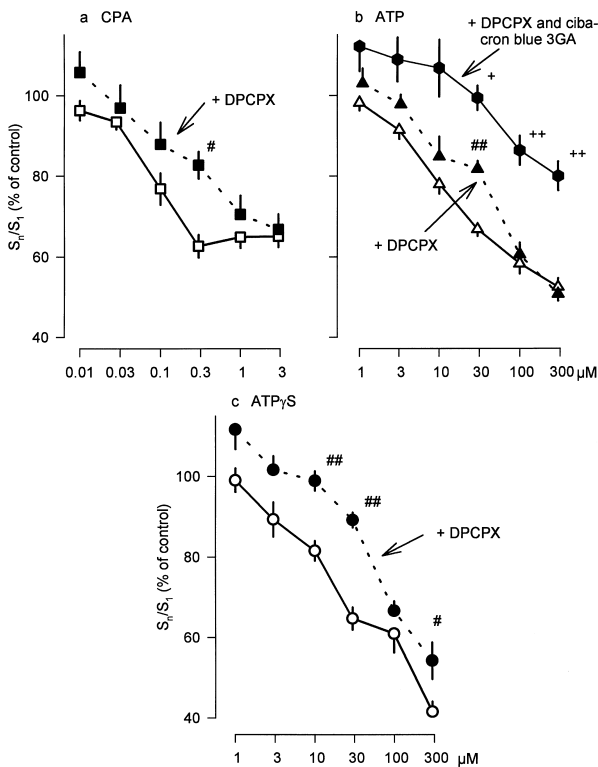 a CPA
b ATP
+ DPCPX and ciba-
cron blue 3GA
+ DPCPX
#
##
+
++
++
+ DPCPX
100
80
60
40
Sn/S1 (% of control)
0.01 0.03 0.1 0.3 1 3
1 3 10 30 100 300 µM
c ATPγS
##
##
+ DPCPX
#
100
80
60
40
Sn/S1 (% of control)
1 3 10 30 100 300 µM